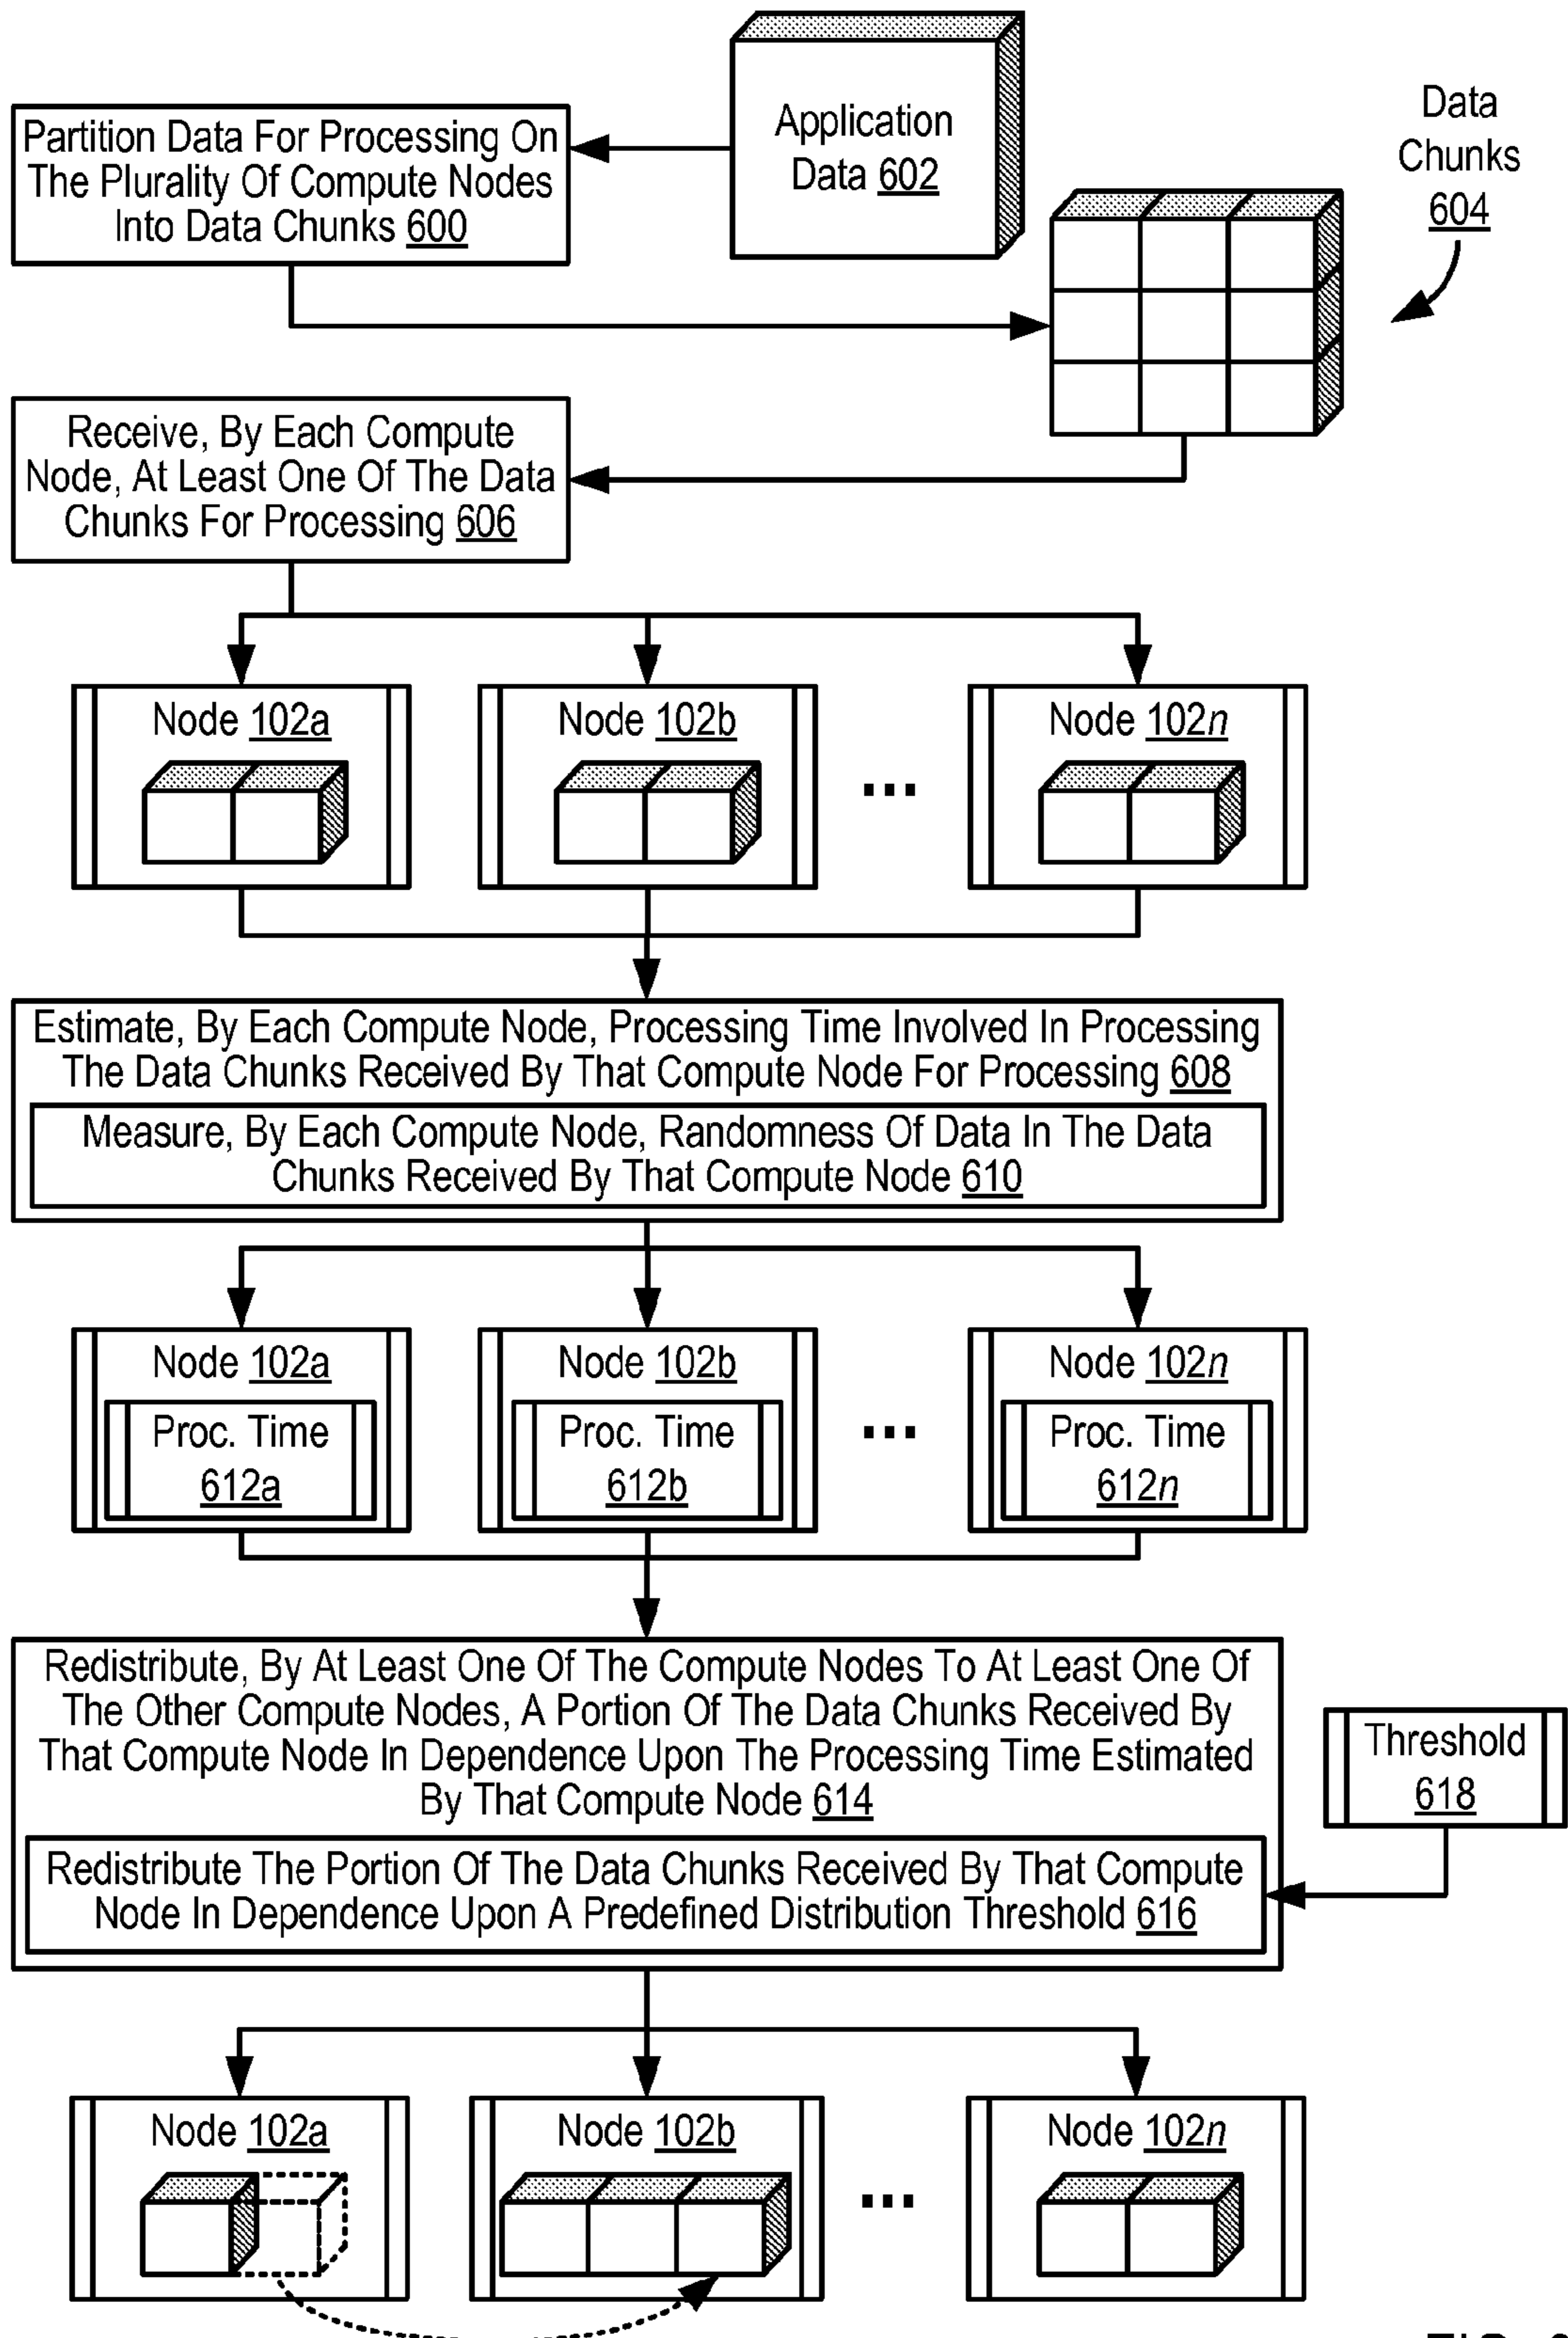 Application
Data 602
Data
Chunks
604
Partition Data For Processing On
The Plurality Of Compute Nodes
Into Data Chunks 600
Receive, By Each Compute
Node, At Least One Of The Data
Chunks For Processing 606
Node 102a
Node 102b
...
Node 102n
Estimate, By Each Compute Node, Processing Time Involved In Processing
The Data Chunks Received By That Compute Node For Processing 608
Measure, By Each Compute Node, Randomness Of Data In The Data
Chunks Received By That Compute Node 610
Node 102a
Proc. Time
612a
Node 102b
Proc. Time
612b
...
Node 102n
Proc. Time
612n
Redistribute, By At Least One Of The Compute Nodes To At Least One Of
The Other Compute Nodes, A Portion Of The Data Chunks Received By
That Compute Node In Dependence Upon The Processing Time Estimated
By That Compute Node 614
Redistribute The Portion Of The Data Chunks Received By That Compute
Node In Dependence Upon A Predefined Distribution Threshold 616
Threshold
618
Node 102a
Node 102b
...
Node 102n